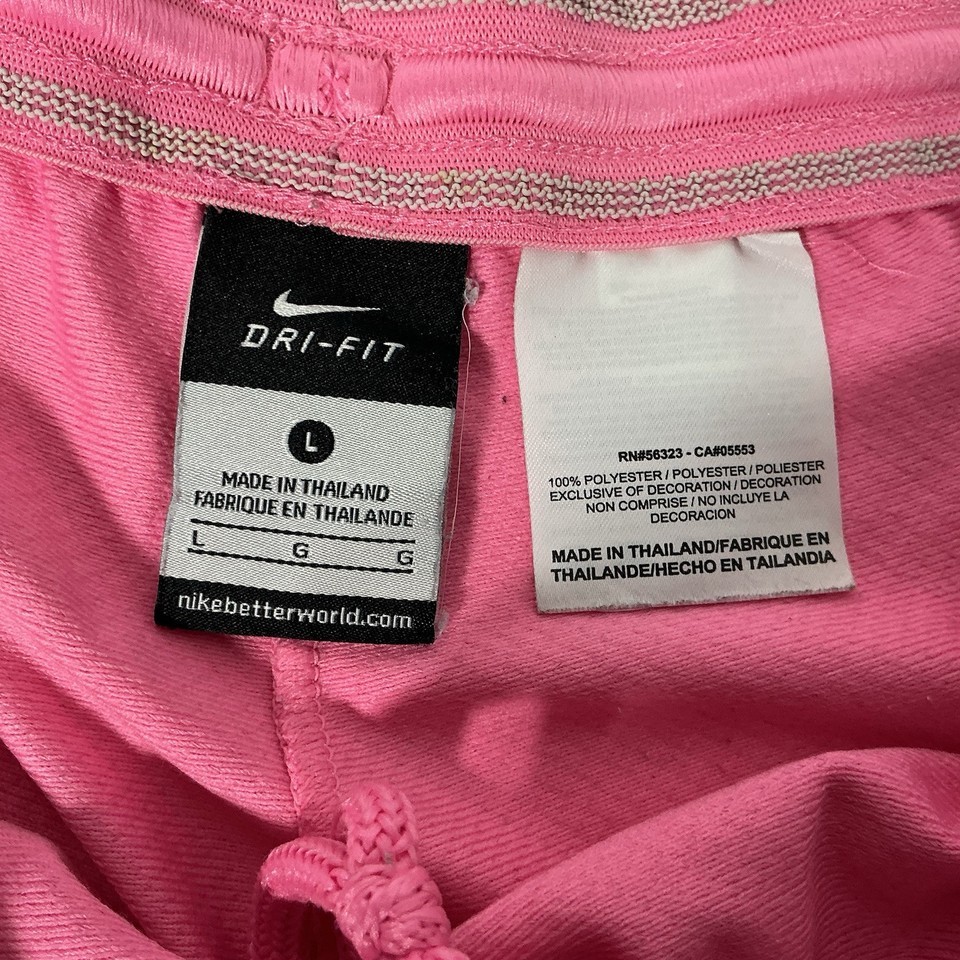 DRI-FIT
L
MADE IN THAILAND
FABRIQUE EN THAILANDE
L G G
nikebetterworld.com
RN#56323 - CA#05553
100% POLYESTER / POLYESTER / POLIESTER
EXCLUSIVE OF DECORATION / DECORATION
NON COMPRISE / NO INCLUYE LA
DECORACION
MADE IN THAILAND/FABRIQUE EN
THAILANDE/HECHO EN TAILANDIA